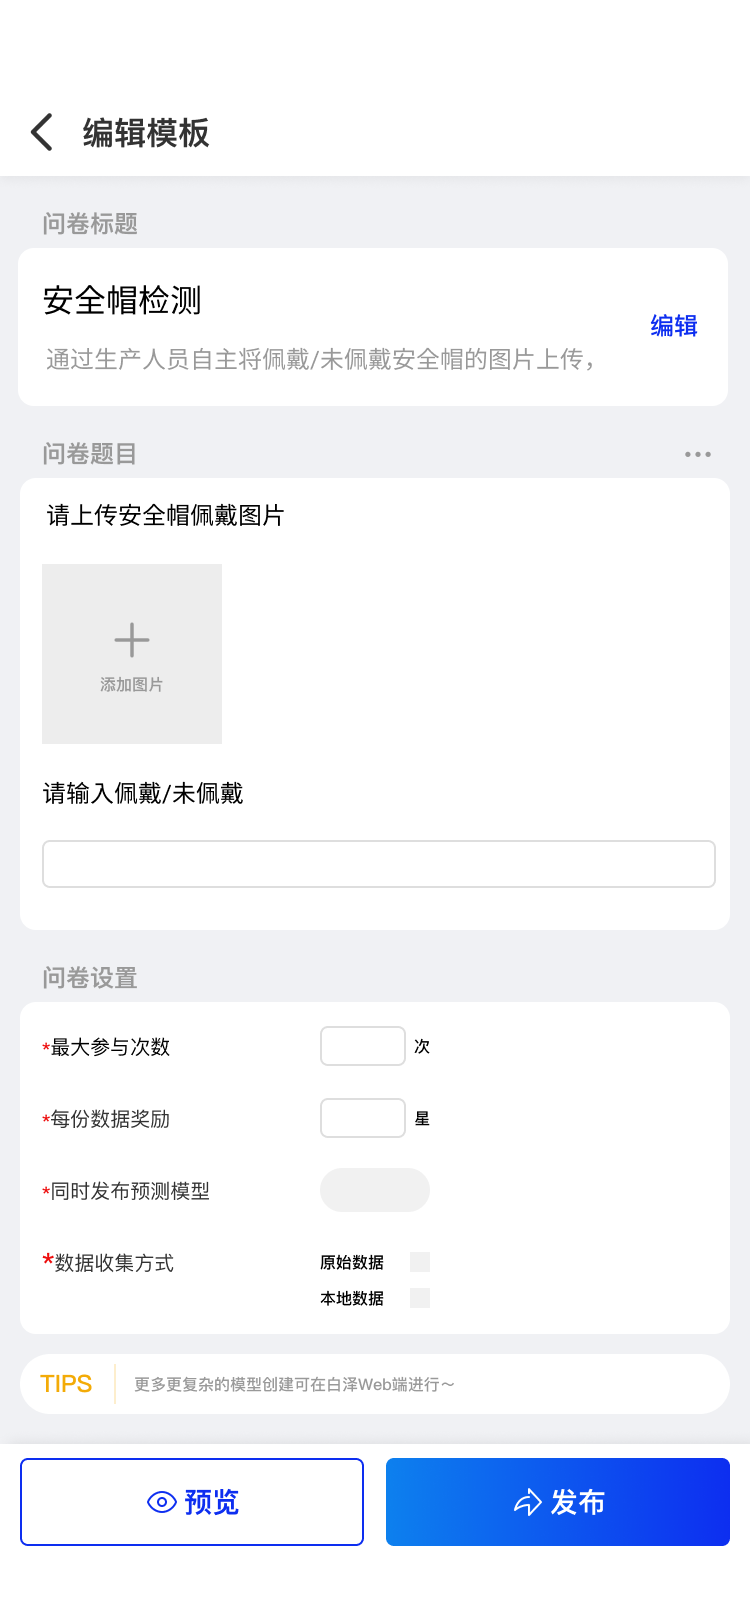 编辑模板
问卷标题
安全帽检测
编辑
通过生产人员自主将佩戴/未佩戴安全帽的图片上传，
问卷题目
请上传安全帽佩戴图片
添加图片
请输入佩戴/未佩戴
问卷设置
*最大参与次数 次
*每份数据奖励 星
*同时发布预测模型
*数据收集方式 原始数据
本地数据
TIPS 更多更复杂的模型创建可在白泽Web端进行～
预览 发布